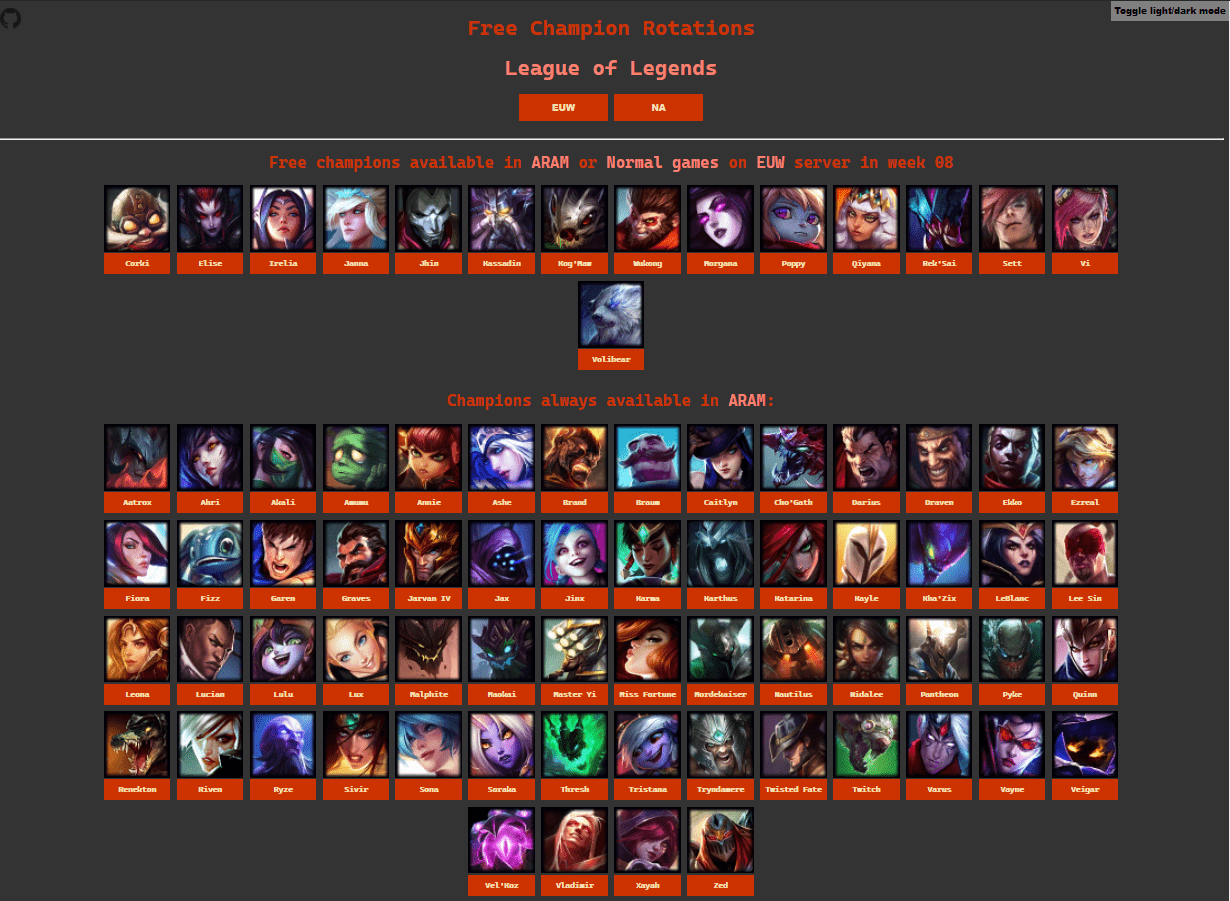 Toggle light/dark mode
Free Champion Rotations
League of Legends
EUW NA
Free champions available in ARAM or Normal games on EUW server in week 08
Corki Elise Irelia Janna Jhin Kassadin Kog'Maw Wukong Morgana Poppy Qiyana Rek'Sai Sett Vi
Volibear
Champions always available in ARAM:
Aatrox Ahri Akali Amumu Annie Ashe Brand Braum Caitlyn Cho'Gath Darius Draven Ekko Ezreal
Fiora Fizz Garen Graves Jarvan IV Jax Jinx Karma Karthus Katarina Kayle Kha'Zix LeBlanc Lee Sin
Leona Lucian Lulu Lux Malphite Maokai Master Yi Miss Fortune Mordekaiser Nautilus Nidalee Pantheon Pyke Quinn
Renekton Riven Ryze Sivir Sona Soraka Thresh Tristana Tryndamere Twisted Fate Twitch Varus Vayne Veigar
Vel'Koz Vladimir Xayah Zed